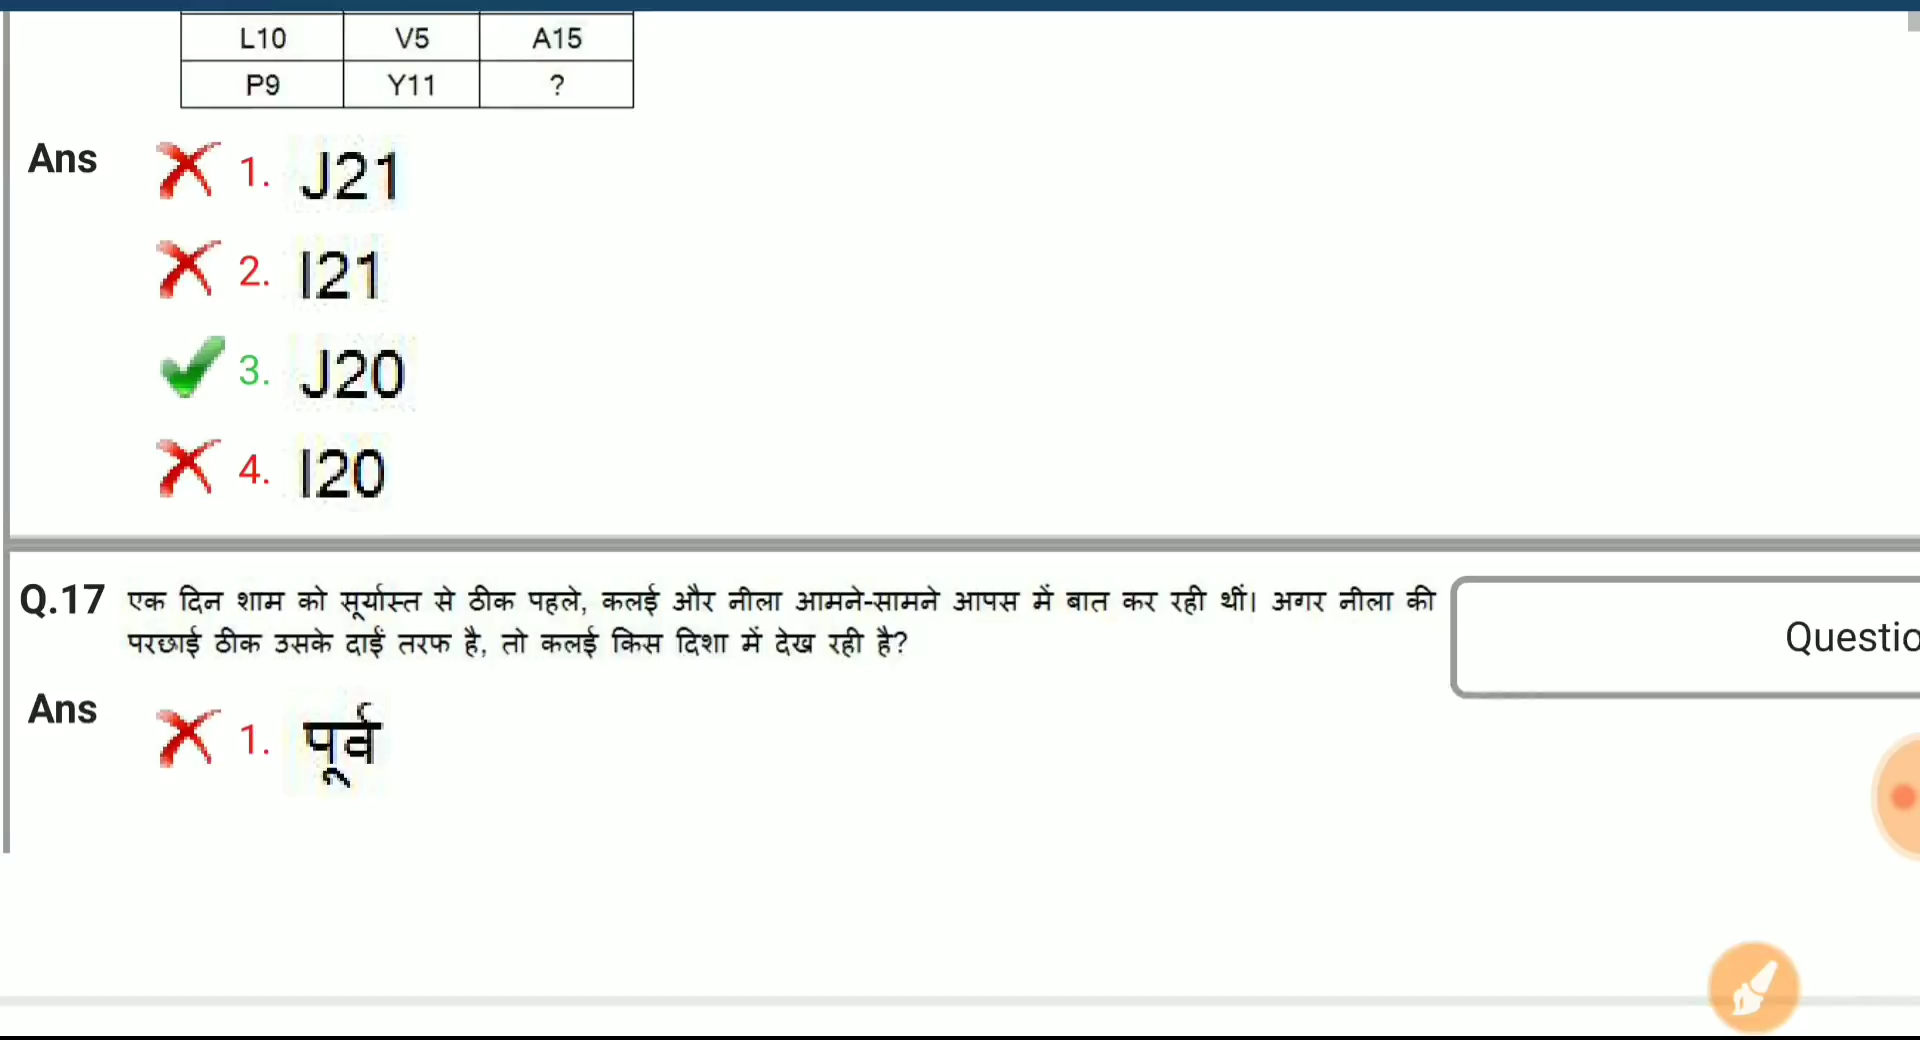 L10 V5 A15
P9 Y11 ?
Ans 1. J21
2. I21
3. J20
4. I20
Q.17 एक दिन शाम को सूर्यास्त से ठीक पहले, कलई और नीला आमने-सामने आपस में बात कर रही थीं। अगर नीला की
परछाई ठीक उसके दाईं तरफ है, तो कलई किस दिशा में देख रही है?
Questio
Ans 1. पूर्व